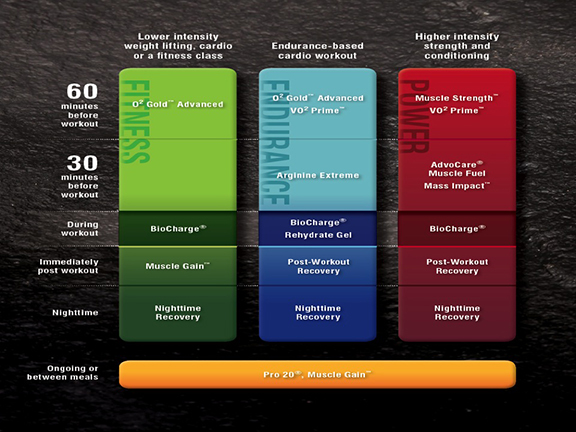 Lower intensity
weight lifting, cardio
or a fitness class
Endurance-based
cardio workout
Higher intensify
strength and
conditioning
60
minutes
before
workout
FITNESS
O² Gold™ Advanced
ENDURANCE
O² Gold™ Advanced
VO² Prime™
POWER
Muscle Strength™
VO² Prime™
30
minutes
before
workout
Arginine Extreme
AdvoCare®
Muscle Fuel
Mass Impact™
During
workout
BioCharge®
BioCharge®
Rehydrate Gel
BioCharge®
Immediately
post workout
Muscle Gain™
Post-Workout
Recovery
Post-Workout
Recovery
Nighttime
Nighttime
Recovery
Nighttime
Recovery
Nighttime
Recovery
Ongoing or
between meals
Pro 20®, Muscle Gain™